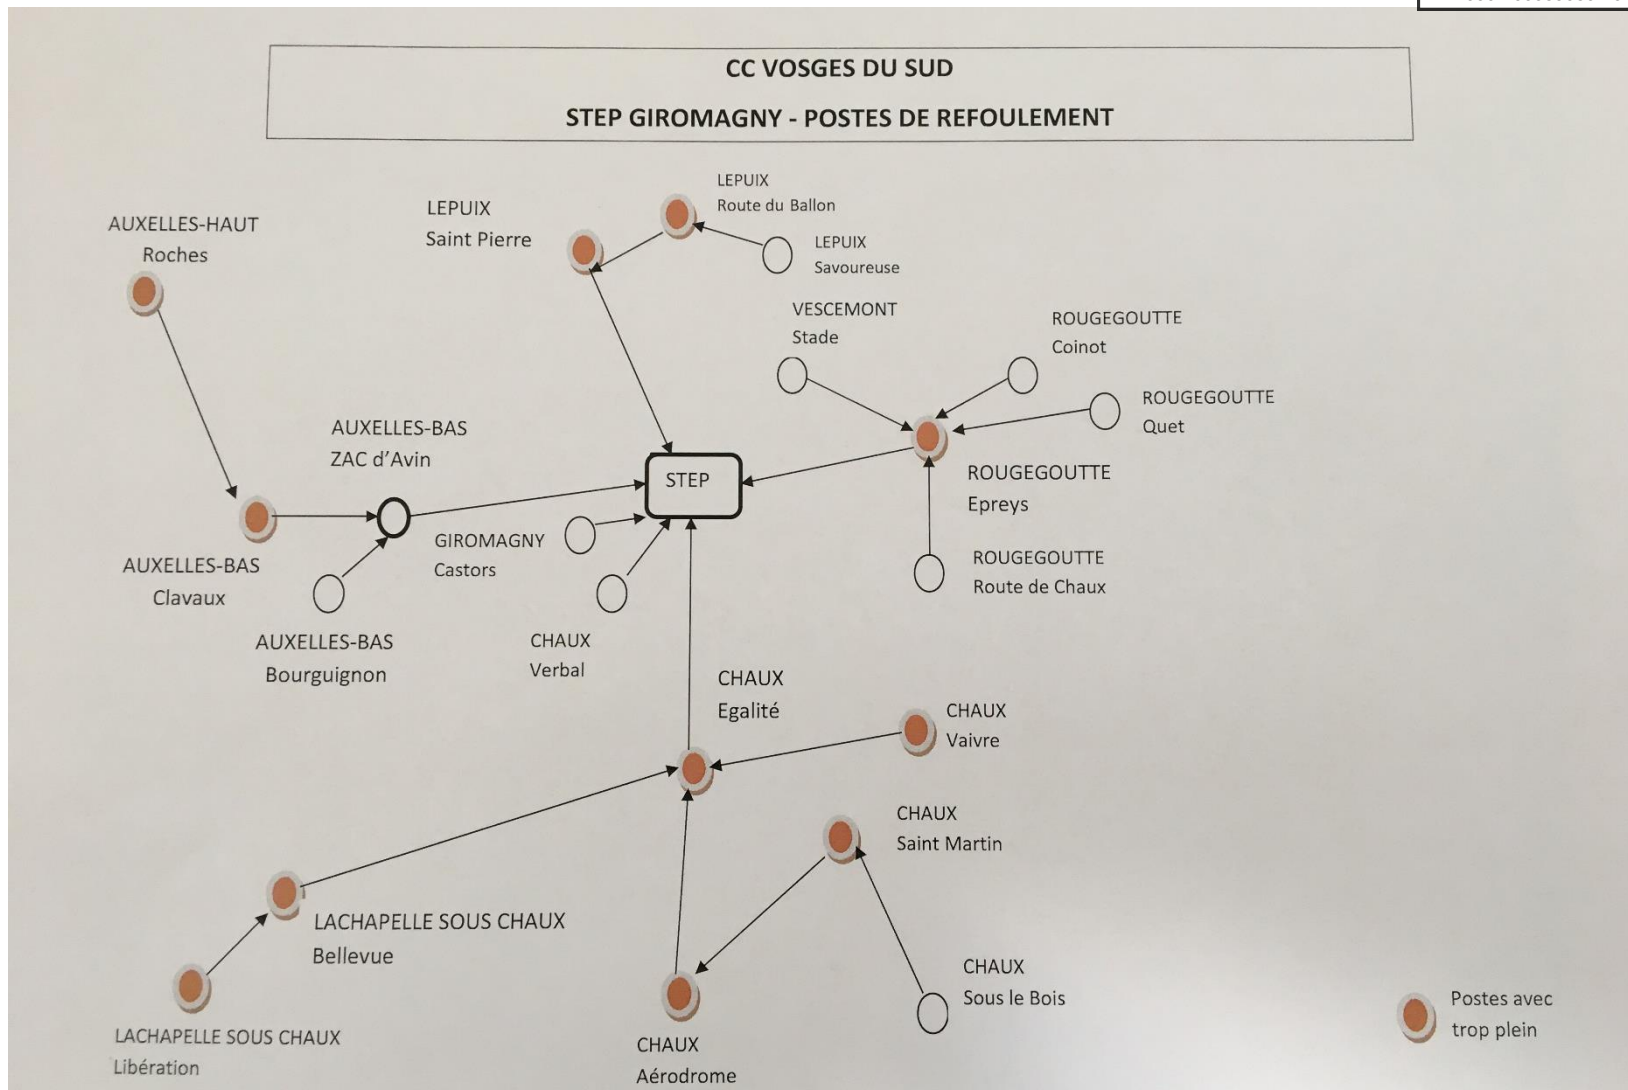 CC VOSGES DU SUD
STEP GIROMAGNY - POSTES DE REFOULEMENT
LEPUIX
Route du Ballon
LEPUIX
Saint Pierre
AUXELLES-HAUT
Roches
LEPUIX
Savoureuse
VESCEMONT
Stade
ROUGEGOUTTE
Coinot
ROUGEGOUTTE
Quet
AUXELLES-BAS
ZAC d'Avin
STEP
ROUGEGOUTTE
Epreys
GIROMAGNY
Castors
AUXELLES-BAS
Clavaux
ROUGEGOUTTE
Route de Chaux
AUXELLES-BAS
Bourguignon
CHAUX
Verbal
CHAUX
Egalité
CHAUX
Vaivre
CHAUX
Saint Martin
LACHAPELLE SOUS CHAUX
Bellevue
CHAUX
Sous le Bois
Postes avec
trop plein
LACHAPELLE SOUS CHAUX
Libération
CHAUX
Aérodrome